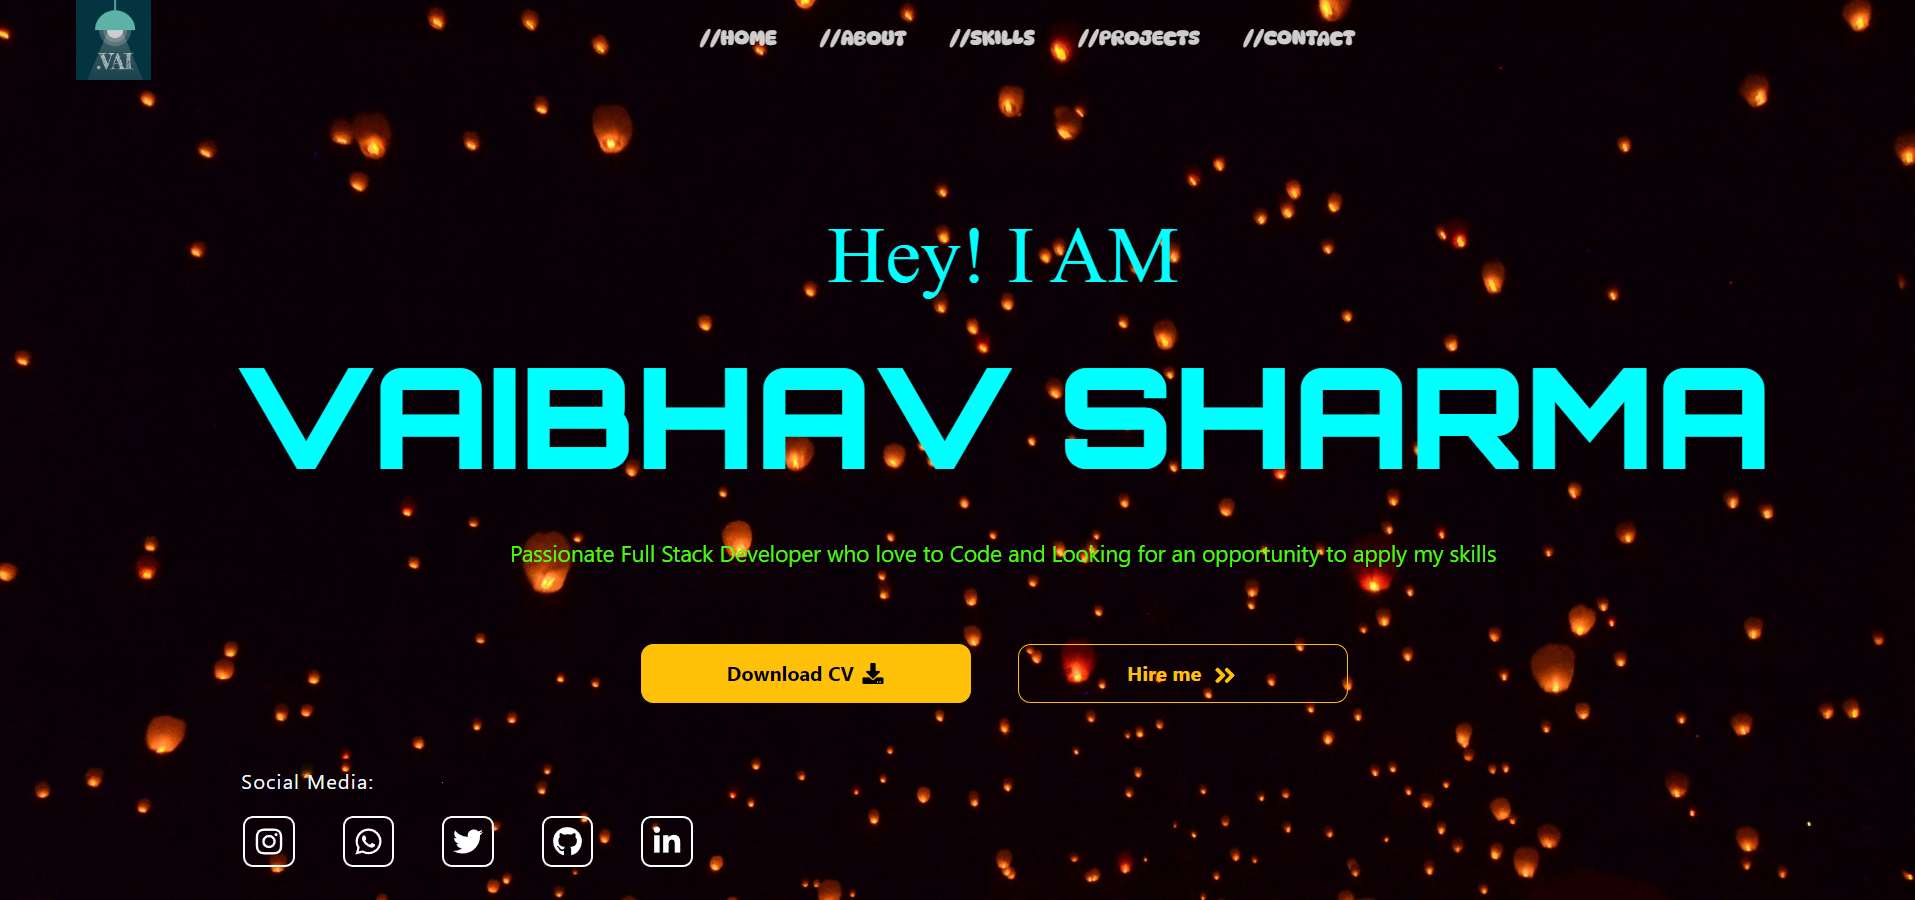 .VAI
//HOME //ABOUT //SKILLS //PROJECTS //CONTACT
Hey! I AM
VAIBHAV SHARMA
Passionate Full Stack Developer who love to Code and Looking for an opportunity to apply my skills
Download CV
Hire me
Social Media:
in